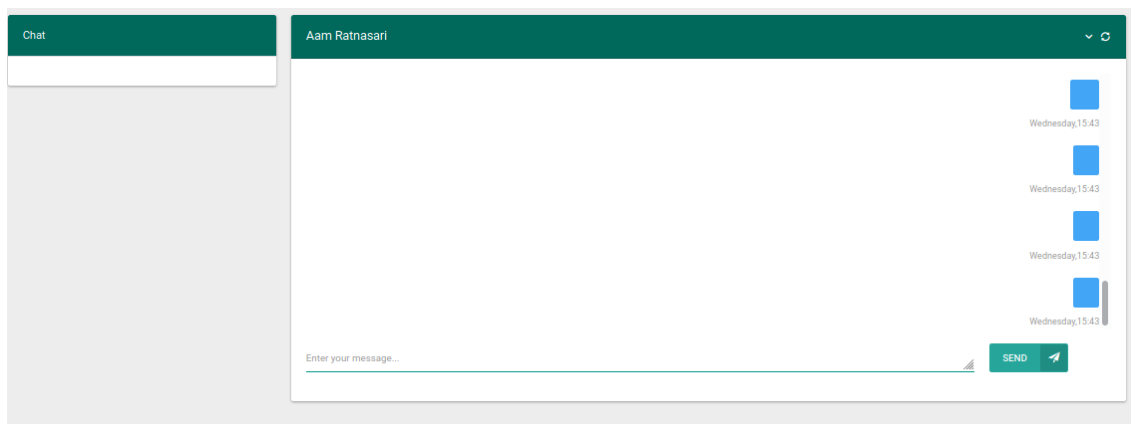 Chat
Aam Ratnasari
Wednesday,15:43
Wednesday,15:43
Wednesday,15:43
Wednesday,15:43
Enter your message...
SEND